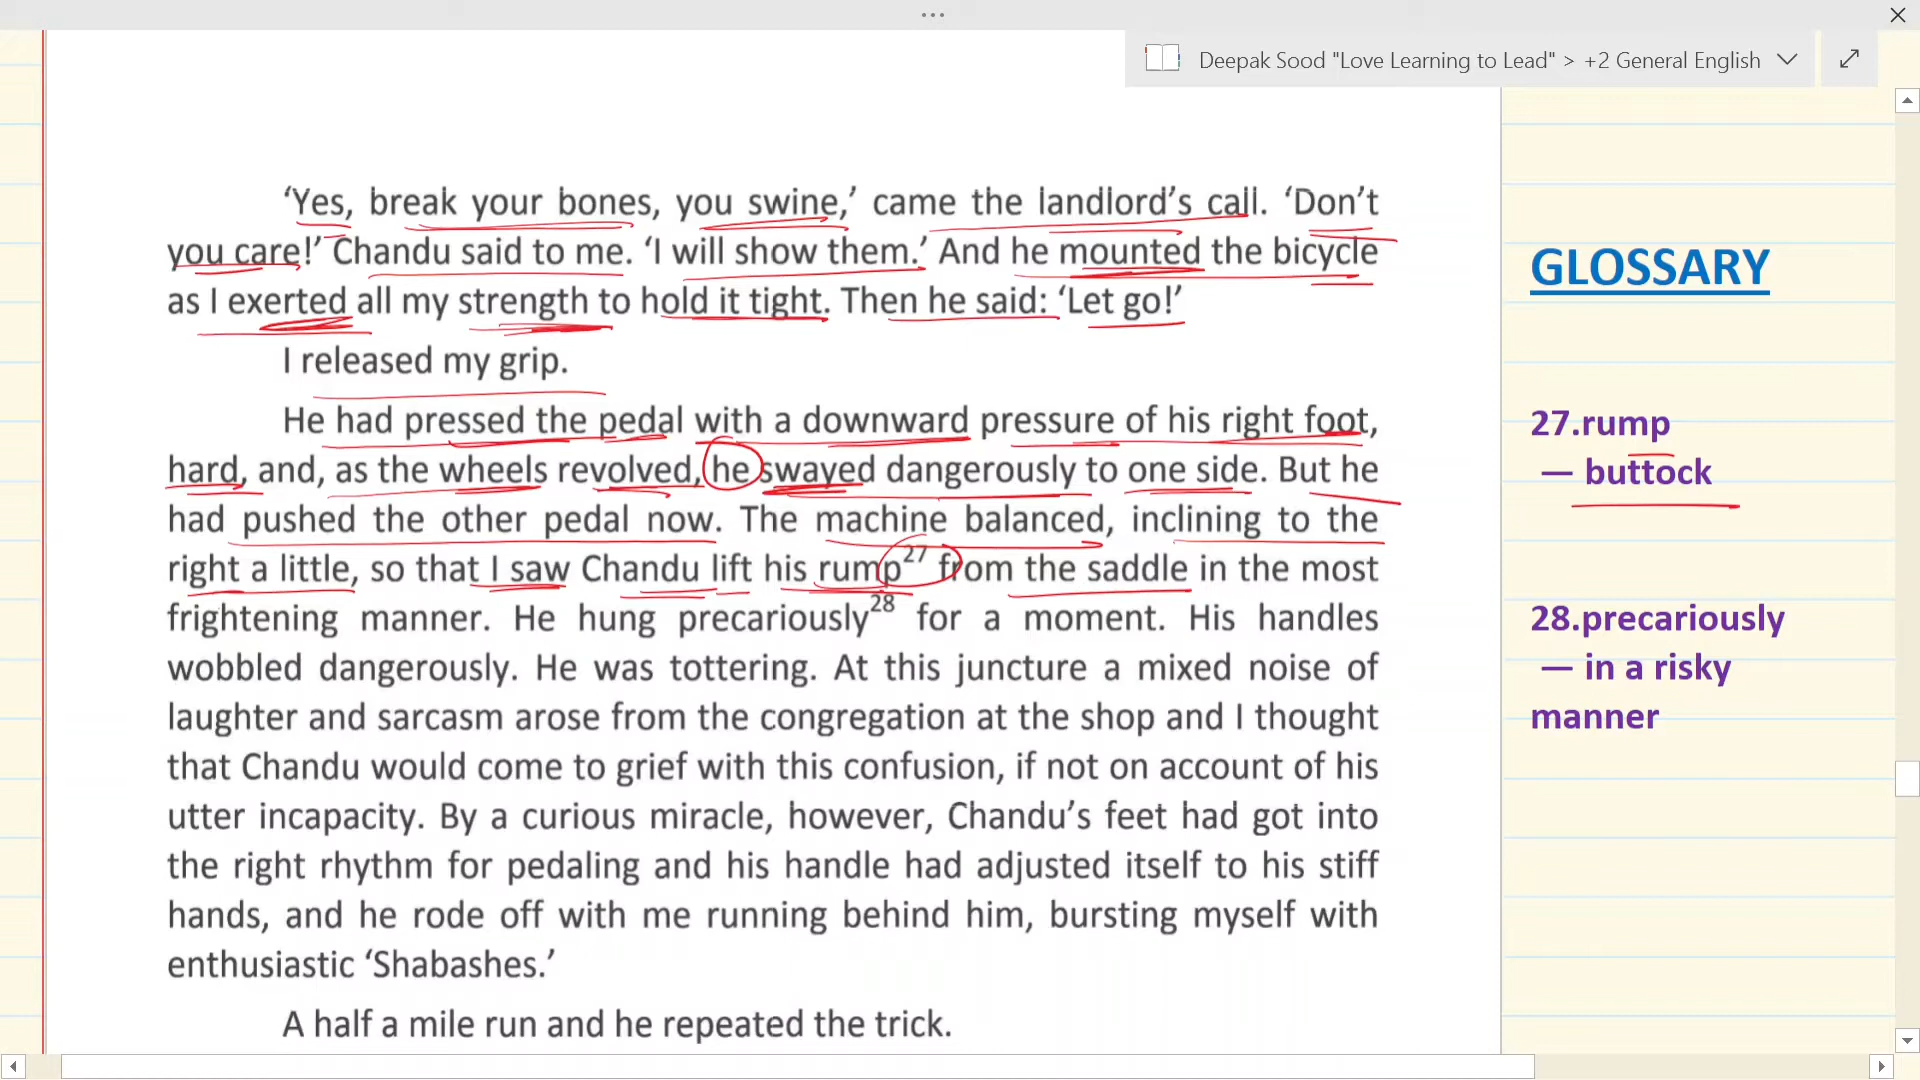 Deepak Sood "Love Learning to Lead" > +2 General English
‘Yes, break your bones, you swine,’ came the landlord’s call. ‘Don’t
you care!’ Chandu said to me. ‘I will show them.’ And he mounted the bicycle
as I exerted all my strength to hold it tight. Then he said: ‘Let go!’
I released my grip.
He had pressed the pedal with a downward pressure of his right foot,
hard, and, as the wheels revolved, he swayed dangerously to one side. But he
had pushed the other pedal now. The machine balanced, inclining to the
right a little, so that I saw Chandu lift his rump27 from the saddle in the most
frightening manner. He hung precariously28 for a moment. His handles
wobbled dangerously. He was tottering. At this juncture a mixed noise of
laughter and sarcasm arose from the congregation at the shop and I thought
that Chandu would come to grief with this confusion, if not on account of his
utter incapacity. By a curious miracle, however, Chandu’s feet had got into
the right rhythm for pedaling and his handle had adjusted itself to his stiff
hands, and he rode off with me running behind him, bursting myself with
enthusiastic ‘Shabashes.’
A half a mile run and he repeated the trick.
GLOSSARY
27.rump
— buttock
28.precariously
— in a risky
manner